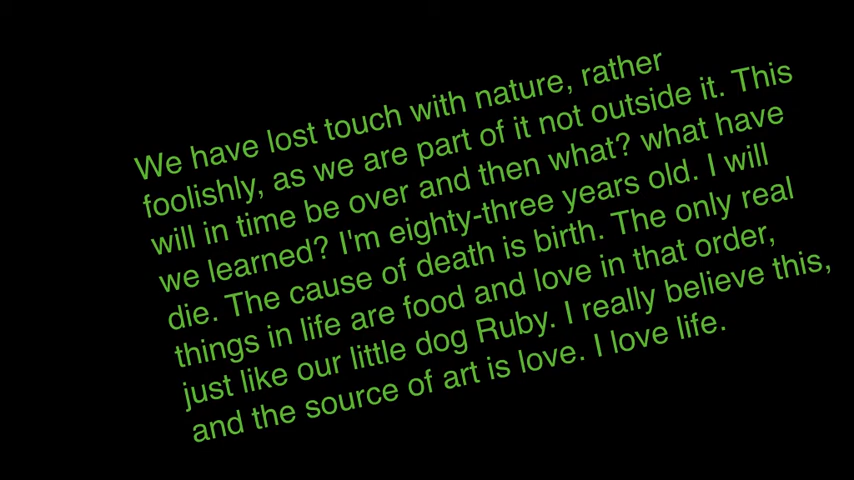 We have lost touch with nature, rather
foolishly, as we are part of it not outside it. This
will in time be over and then what? what have
we learned? I'm eighty-three years old. I will
die. The cause of death is birth. The only real
things in life are food and love in that order,
just like our little dog Ruby. I really believe this,
and the source of art is love. I love life.